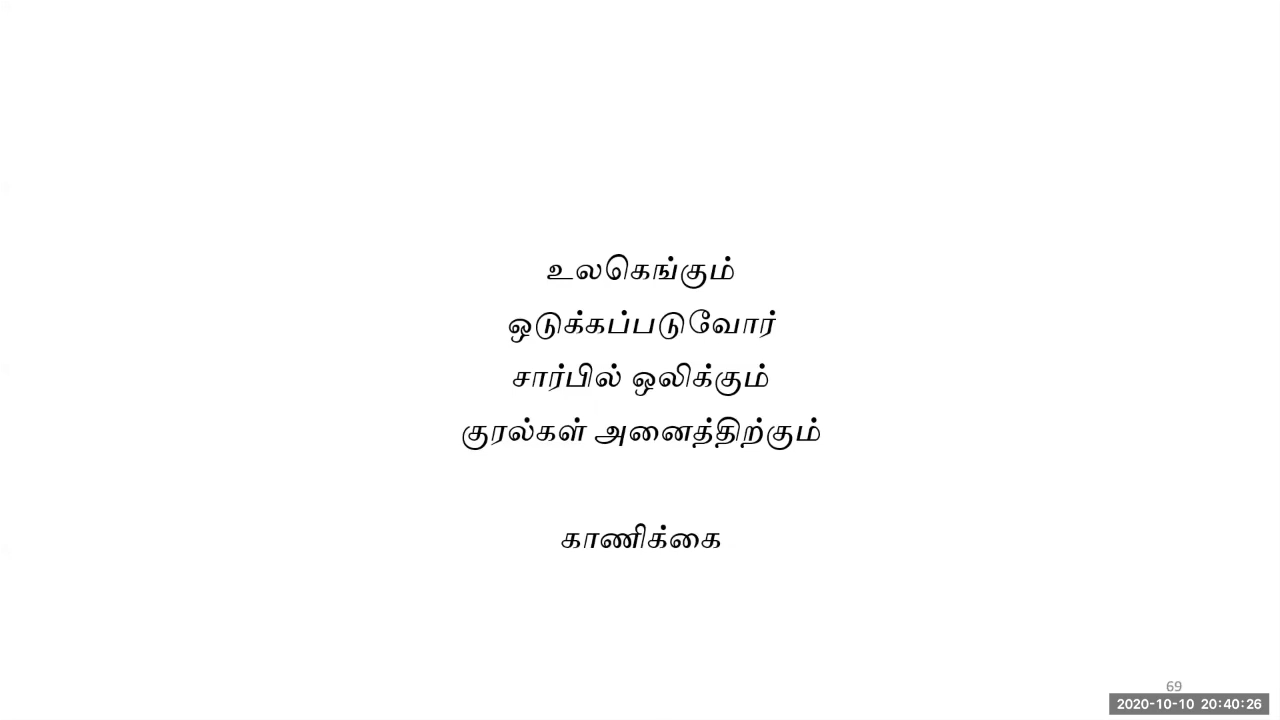 உலகெங்கும்
ஒடுக்கப்படுவோர்
சார்பில் ஒலிக்கும்
குரல்கள் அனைத்திற்கும்
காணிக்கை
69
2020-10-10 20:40:26